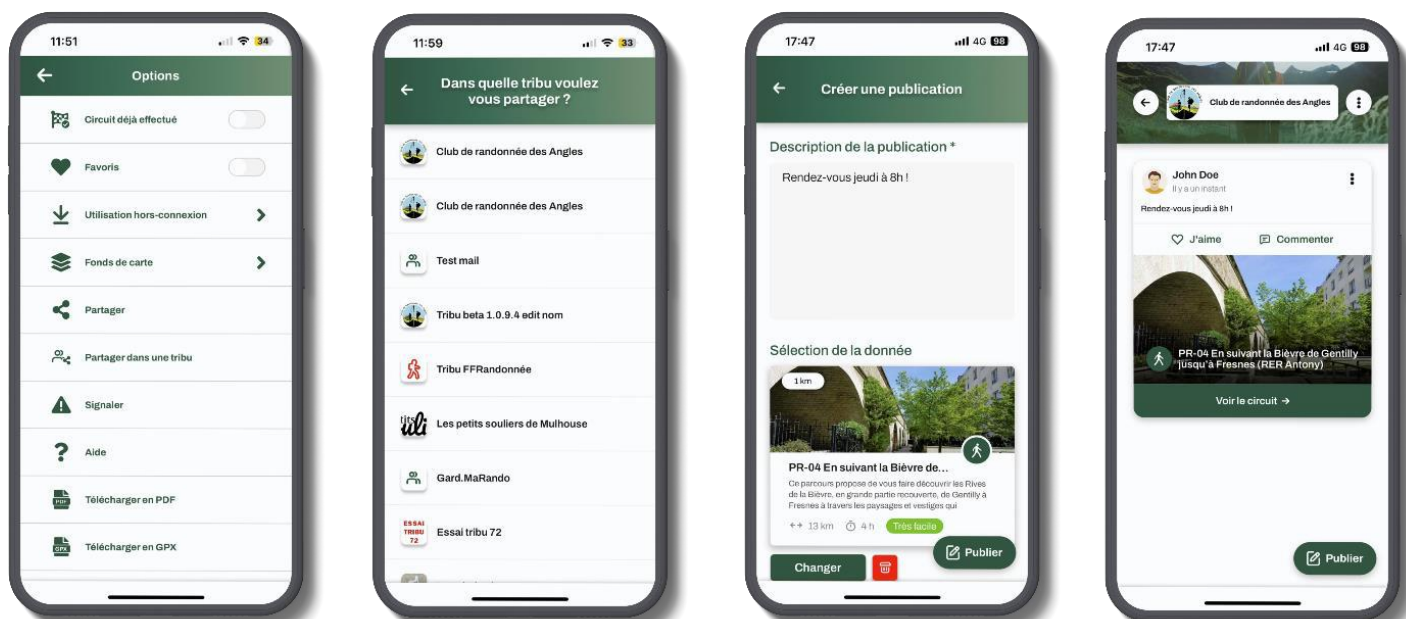 11:51
34
Options
Circuit déjà effectué
Favoris
Utilisation hors-connexion
Fonds de carte
Partager
Partager dans une tribu
Signaler
Aide
PDF
Télécharger en PDF
GPX
Télécharger en GPX
11:59
33
Dans quelle tribu voulez
vous partager ?
Club de randonnée des Angles
Club de randonnée des Angles
Test mail
Tribu beta 1.0.9.4 edit nom
Tribu FFRandonnée
Les petits souliers de Mulhouse
Gard.MaRando
ESSAI
TRIBU
72
Essai tribu 72
17:47
4G 98
Créer une publication
Description de la publication *
Rendez-vous jeudi à 8h !
Sélection de la donnée
1 km
PR-04 En suivant la Bièvre de...
Ce parcours propose de vous faire découvrir les Rives
de la Bièvre, en grande partie recouverte, de Gentilly à
Fresnes à travers les paysages et vestiges qui
13 km
4 h
Très facile
Publier
Changer
17:47
4G 98
Club de randonnée des Angles
John Doe
Il y a un instant
Rendez-vous jeudi à 8h !
J'aime
Commenter
PR-04 En suivant la Bièvre de Gentilly
jusqu'à Fresnes (RER Antony)
Voir le circuit →
Publier